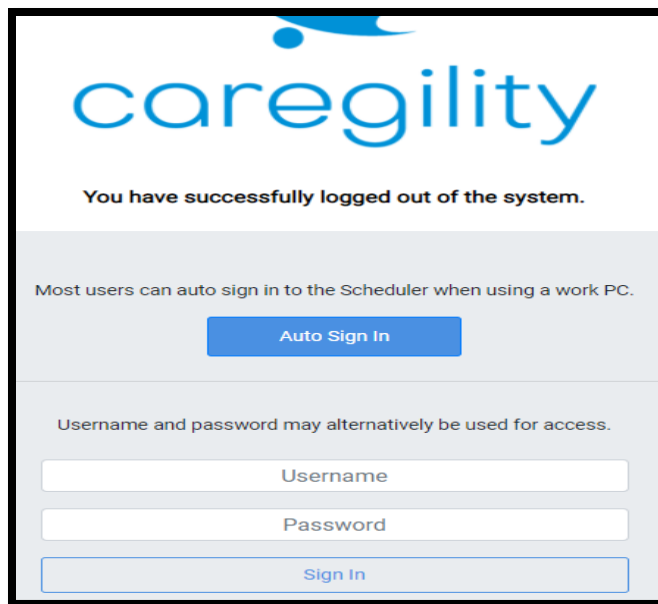 caregility
You have successfully logged out of the system.
Most users can auto sign in to the Scheduler when using a work PC.
Auto Sign In
Username and password may alternatively be used for access.
Username
Password
Sign In